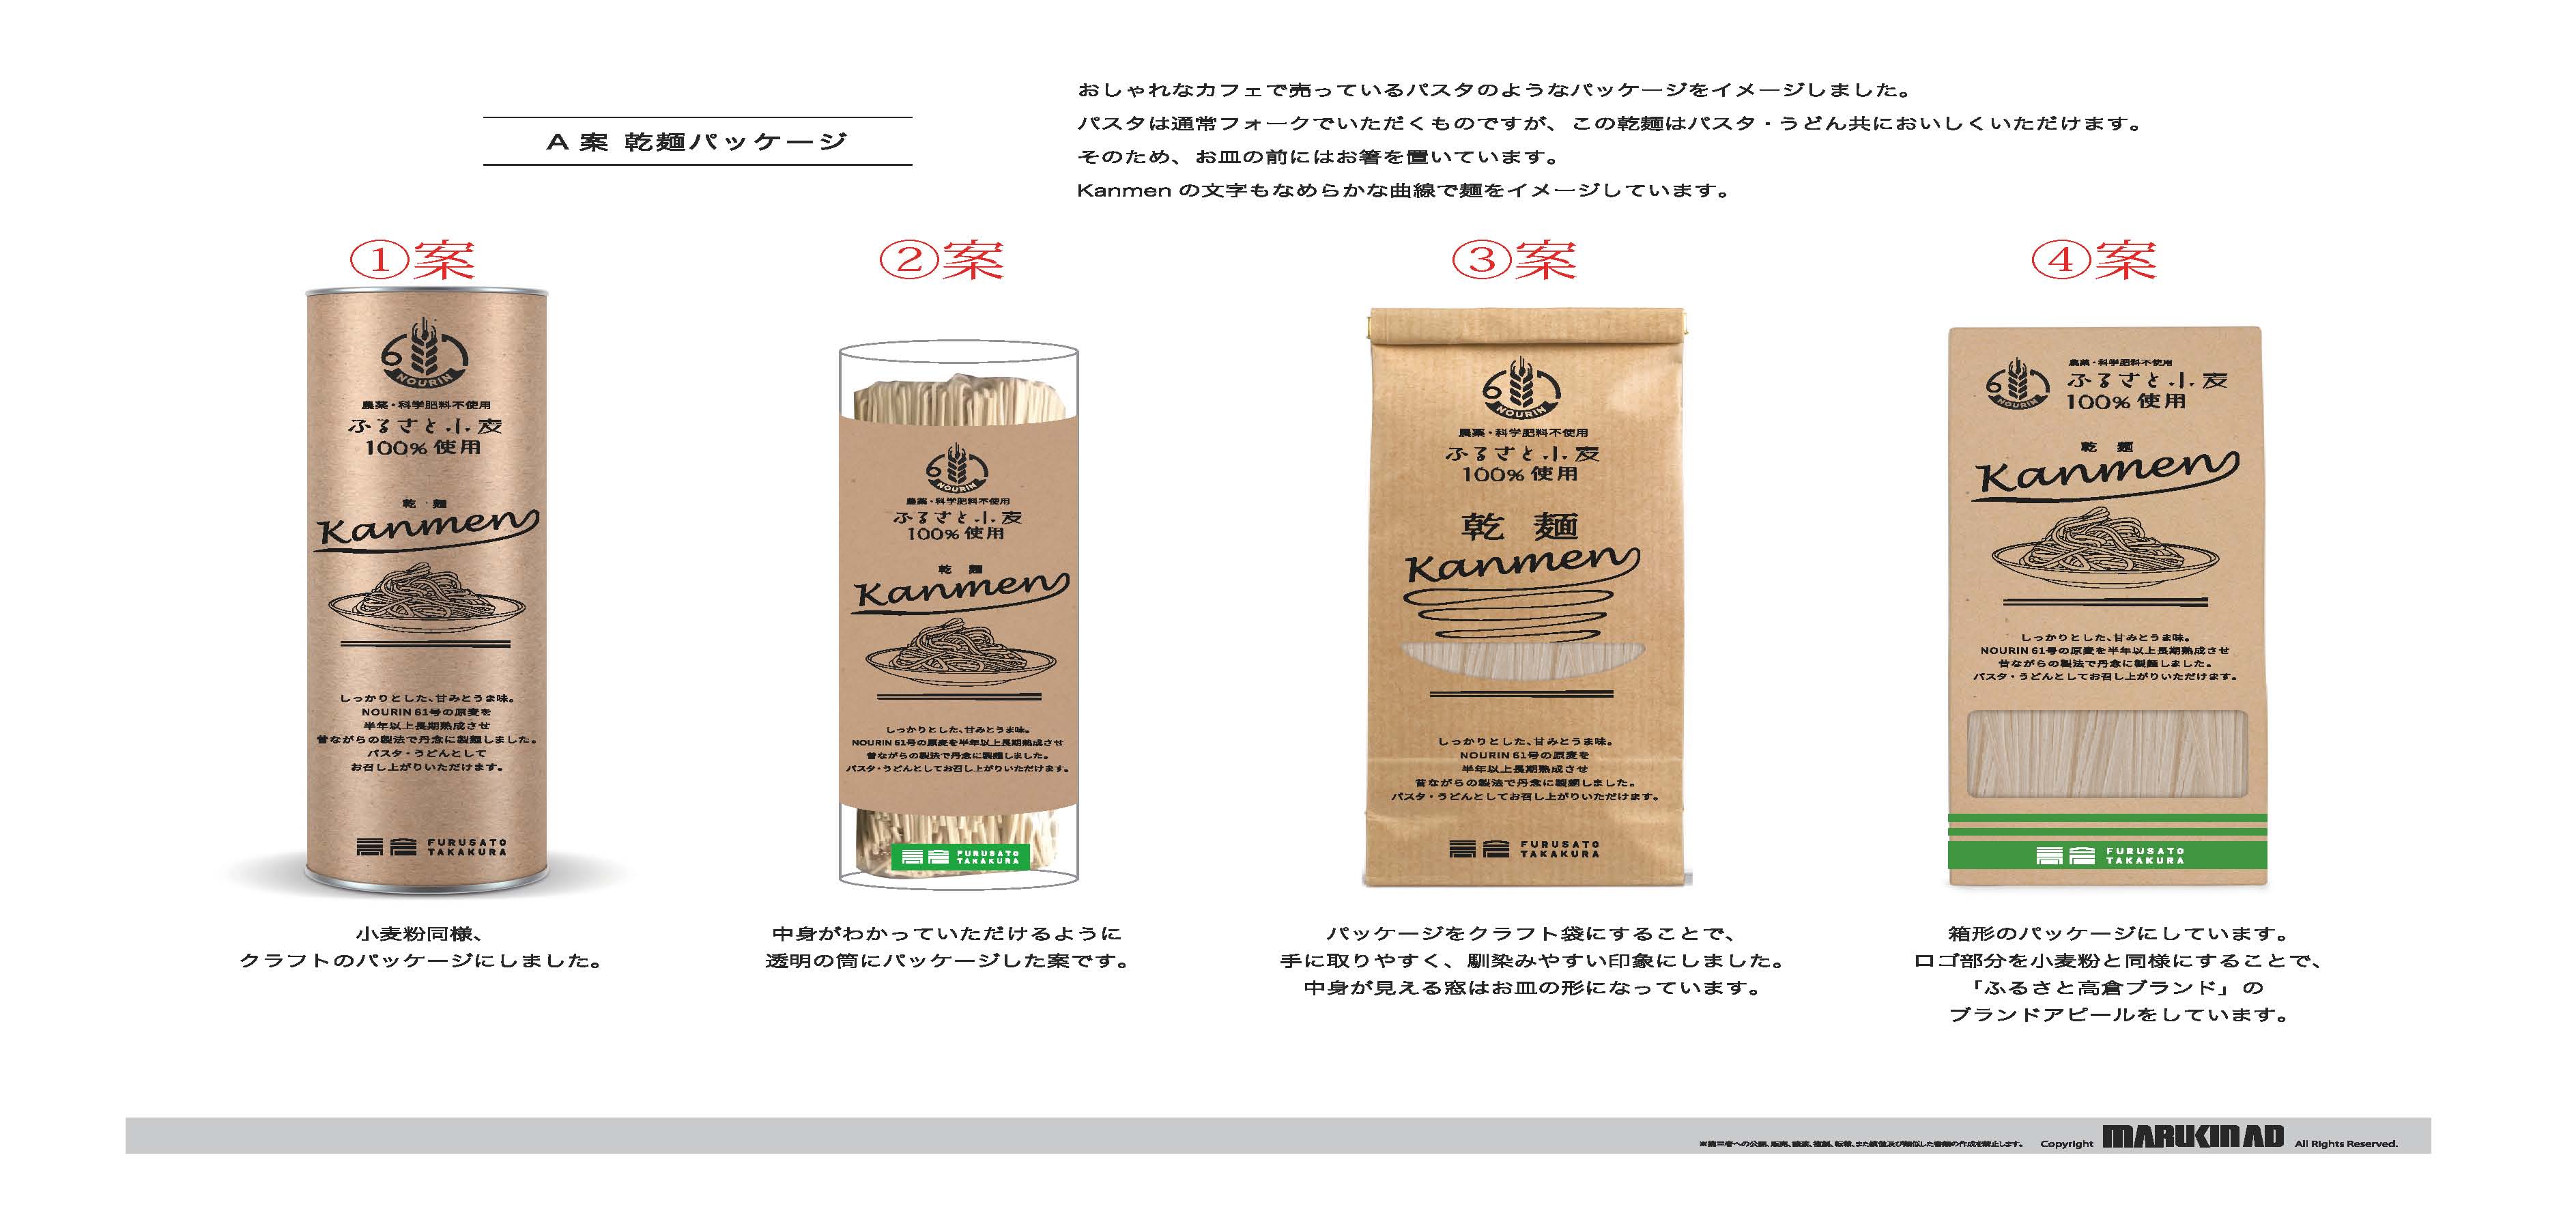 A案 乾麺パッケージ
おしゃれなカフェで売っているパスタのようなパッケージをイメージしました。
パスタは通常フォークでいただくものですが、この乾麺はパスタ・うどん共においしくいただけます。
そのため、お皿の前にはお箸を置いています。
Kanmenの文字もなめらかな曲線で麺をイメージしています。
①案
6
NOURIN
農薬・科学肥料不使用
ふるさと小麦
100%使用
乾麺
Kanmen
しっかりとした、甘みとうま味。
NOURIN 61号の原麦を
半年以上長期熟成させ
昔ながらの製法で丹念に製麺しました。
パスタ・うどんとして
お召し上がりいただけます。
FURUSATO
TAKAKURA
小麦粉同様、
クラフトのパッケージにしました。
②案
6
NOURIN
農薬・科学肥料不使用
ふるさと小麦
100%使用
乾麺
Kanmen
しっかりとした、甘みとうま味。
NOURIN 61号の原麦を半年以上長期熟成させ
昔ながらの製法で丹念に製麺しました。
パスタ・うどんとしてお召し上がりいただけます。
FURUSATO
TAKAKURA
中身がわかっていただけるように
透明の筒にパッケージした案です。
③案
6
NOURIN
農薬・科学肥料不使用
ふるさと小麦
100%使用
乾麺
Kanmen
しっかりとした、甘みとうま味。
NOURIN 61号の原麦を
半年以上長期熟成させ
昔ながらの製法で丹念に製麺しました。
パスタ・うどんとしてお召し上がりいただけます。
FURUSATO
TAKAKURA
パッケージをクラフト袋にすることで、
手に取りやすく、馴染みやすい印象にしました。
中身が見える窓はお皿の形になっています。
④案
6
NOURIN
農薬・科学肥料不使用
ふるさと小麦
100%使用
乾麺
Kanmen
しっかりとした、甘みとうま味。
NOURIN 61号の原麦を半年以上長期熟成させ
昔ながらの製法で丹念に製麺しました。
パスタ・うどんとしてお召し上がりいただけます。
FURUSATO
TAKAKURA
箱形のパッケージにしています。
ロゴ部分を小麦粉と同様にすることで、
「ふるさと高倉ブランド」の
ブランドアピールをしています。
Copyright MARUKIN AD All Rights Reserved.